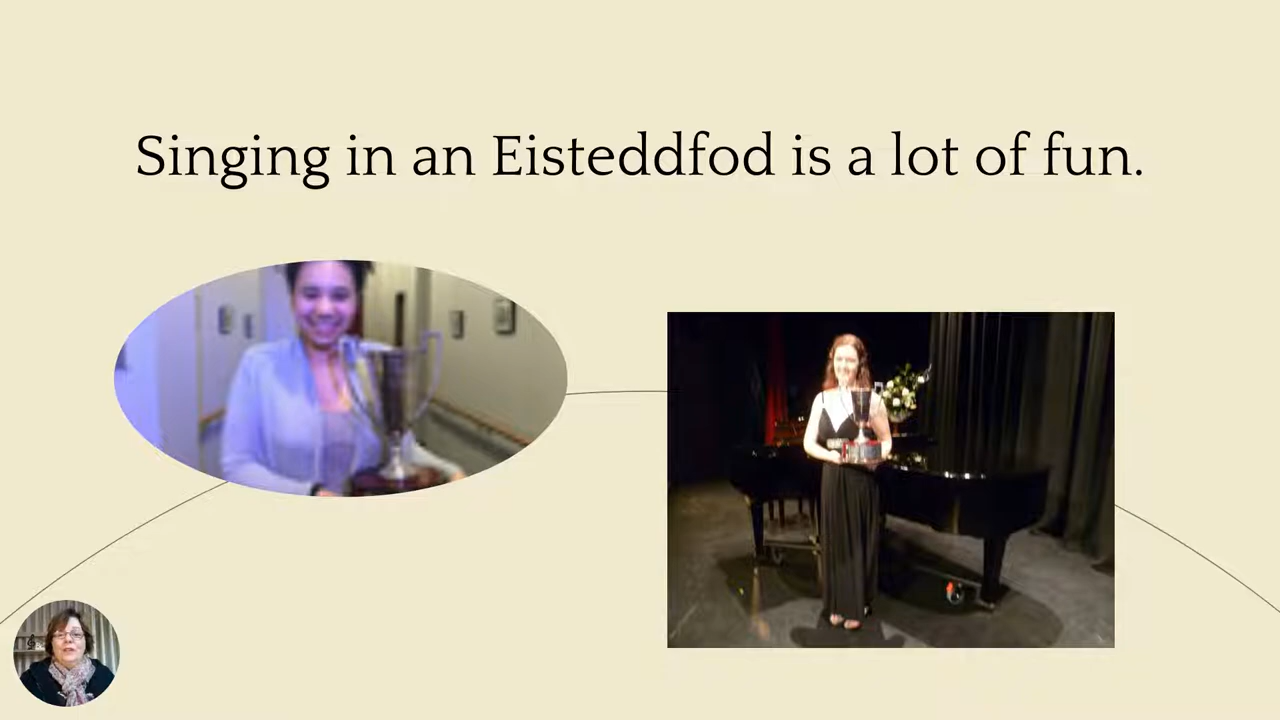 Singing in an Eisteddfod is a lot of fun.